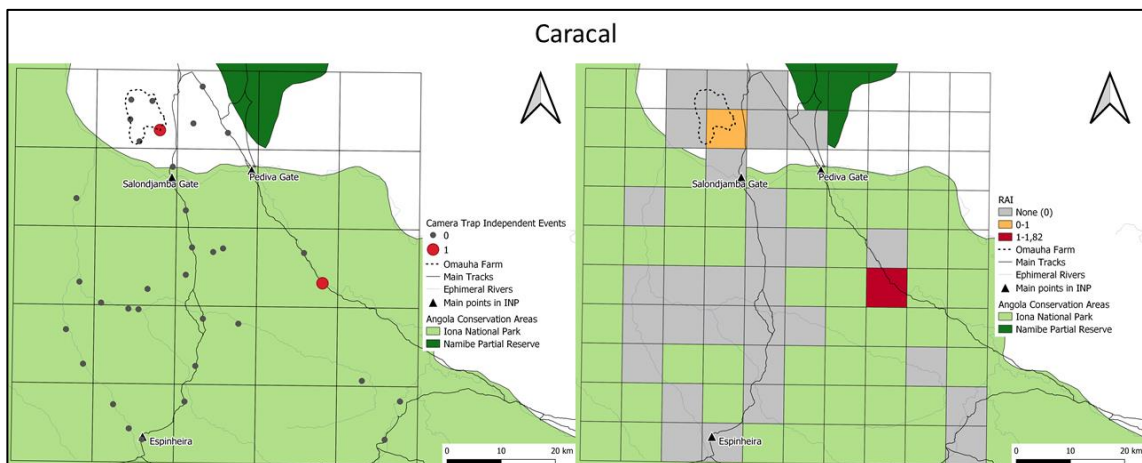 Caracal
Salondjamba Gate
Pediva Gate
Espinheira
Camera Trap Independent Events
0
1
Omauha Farm
Main Tracks
Ephimeral Rivers
Main points in INP
Angola Conservation Areas
Iona National Park
Namibe Partial Reserve
0 10 20 km
Salondjamba Gate
Pediva Gate
Espinheira
RAI
None (0)
0-1
1-1,82
Omauha Farm
Main Tracks
Ephimeral Rivers
Main points in INP
Angola Conservation Areas
Iona National Park
Namibe Partial Reserve
0 10 20 km